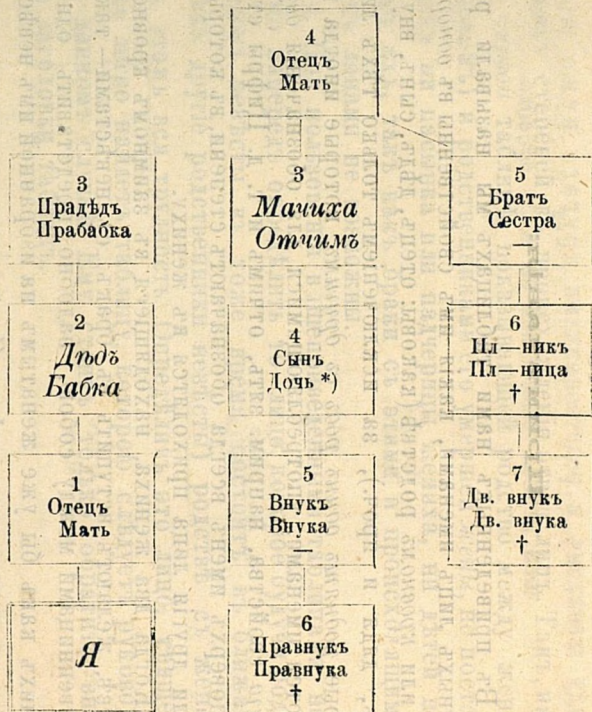 4
Отецъ
Мать
3
Прадѣдъ
Прабабка
3
Мачиха
Отчимъ
5
Братъ
Сестра
—
2
Дѣдъ
Бабка
4
Сынъ
Дочь *)
6
Пл—никъ
Пл—ница
†
1
Отецъ
Мать
5
Внукъ
Внука
—
7
Дв. внукъ
Дв. внука
†
Я
6
Правнукъ
Правнука
†